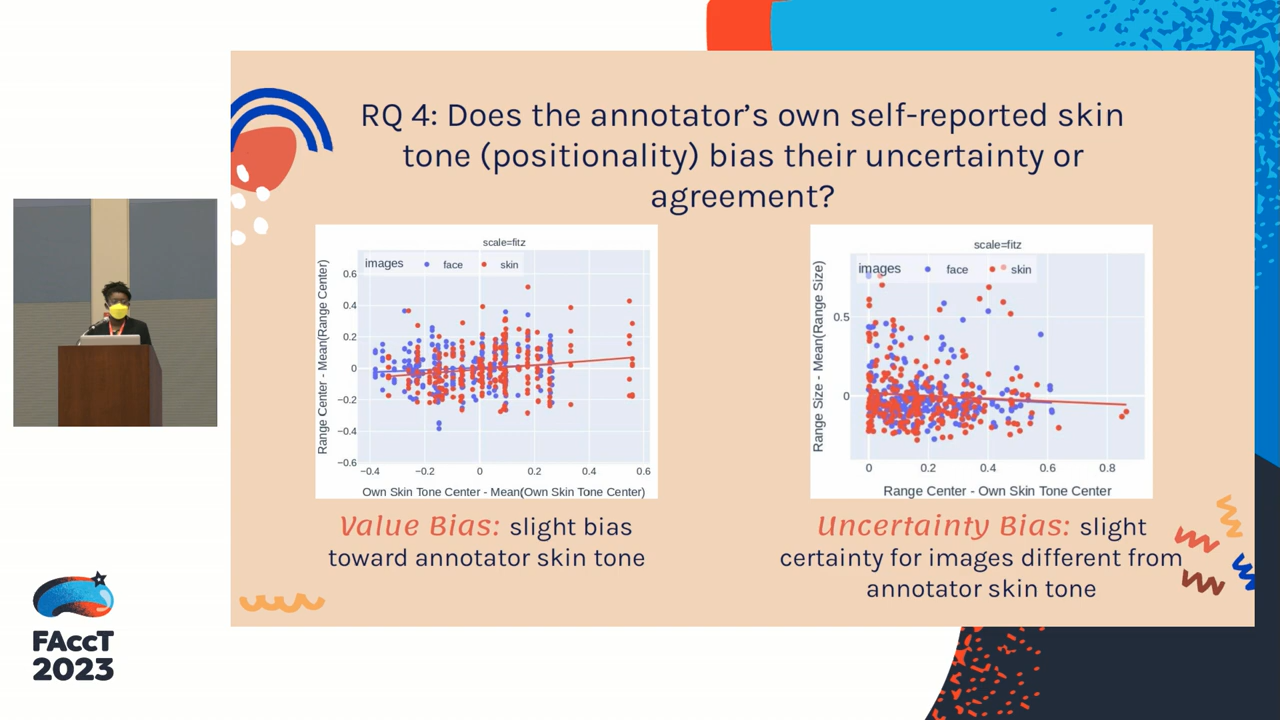 RQ 4: Does the annotator's own self-reported skin
tone (positionality) bias their uncertainty or
agreement?
scale=fitz
images face skin
Range Center - Mean(Range Center)
0.6
0.4
0.2
0
−0.2
−0.4
−0.6
−0.4 −0.2 0 0.2 0.4 0.6
Own Skin Tone Center - Mean(Own Skin Tone Center)
Value Bias: slight bias
toward annotator skin tone
scale=fitz
images face skin
Range Size - Mean(Range Size)
0.5
0
0 0.2 0.4 0.6 0.8
Range Center - Own Skin Tone Center
Uncertainty Bias: slight
certainty for images different from
annotator skin tone
FAccT
2023